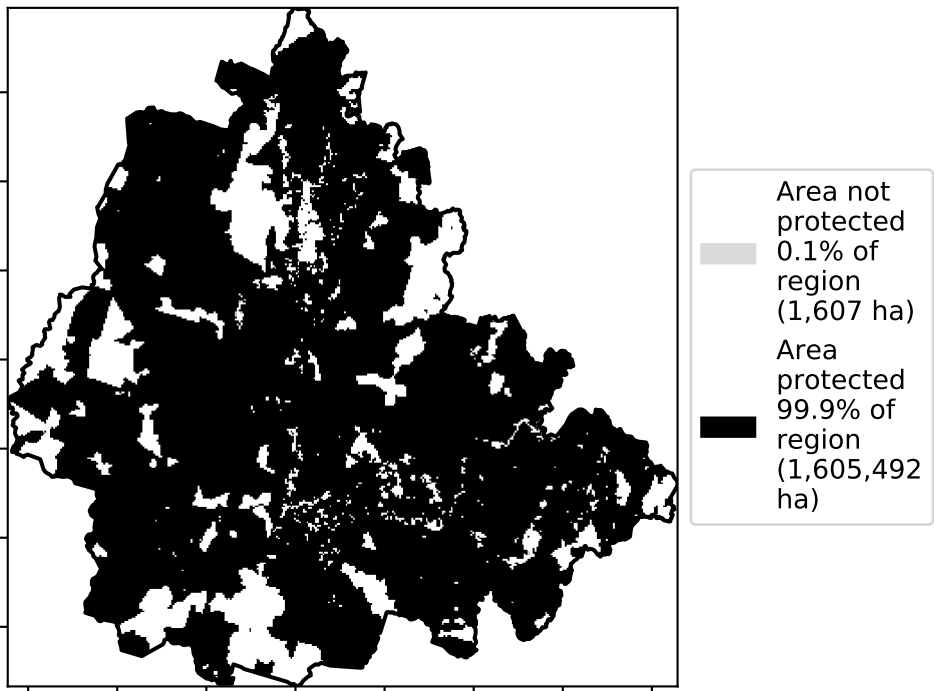 Area not
protected
0.1% of
region
(1,607 ha)
Area
protected
99.9% of
region
(1,605,492
ha)